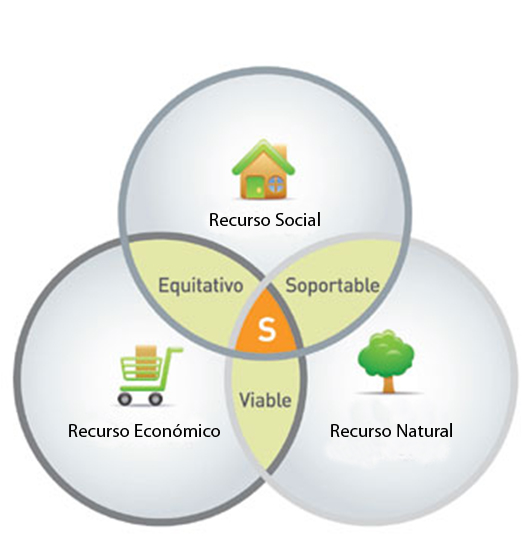 Recurso Social
Equitativo
Soportable
S
Viable
Recurso Económico
Recurso Natural